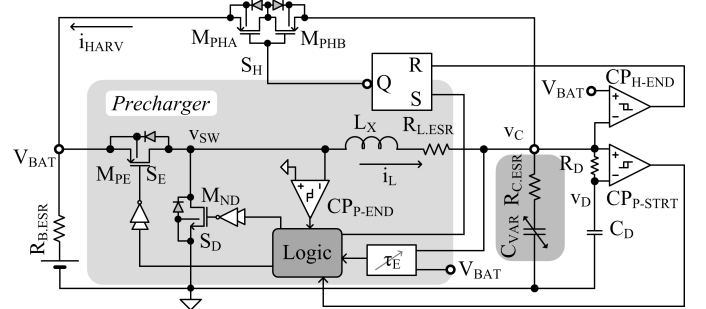 M_PHA
M_PHB
i_HARV
S_H
Q
R
S
CP_H-END
V_BAT
Precharger
v_SW
L_X
R_L.ESR
v_C
V_BAT
M_PE
S_E
i_L
R_D
CP_P-STRT
M_ND
S_D
CP_P-END
R_C.ESR
C_VAR
v_D
C_D
R_B.ESR
Logic
τ_E
V_BAT